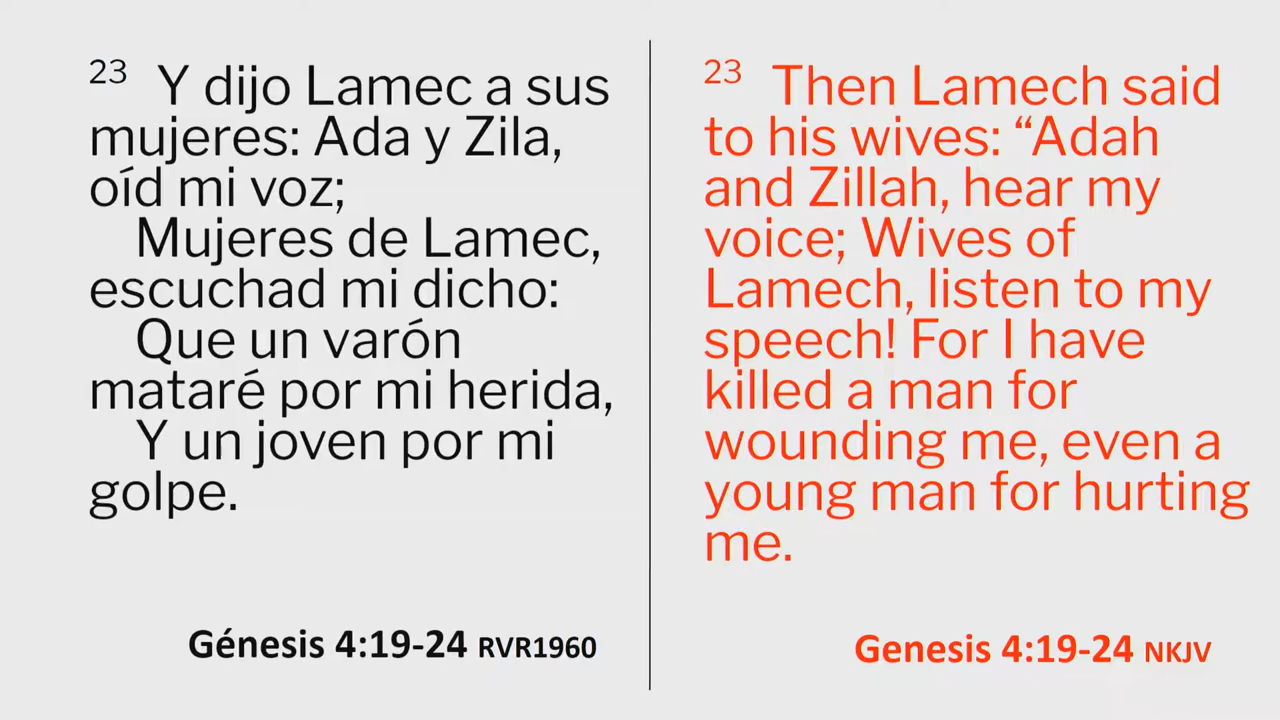 23 Y dijo Lamec a sus
mujeres: Ada y Zila,
oíd mi voz;
Mujeres de Lamec,
escuchad mi dicho:
Que un varón
mataré por mi herida,
Y un joven por mi
golpe.
Génesis 4:19-24 RVR1960
23 Then Lamech said
to his wives: “Adah
and Zillah, hear my
voice; Wives of
Lamech, listen to my
speech! For I have
killed a man for
wounding me, even a
young man for hurting
me.
Genesis 4:19-24 NKJV